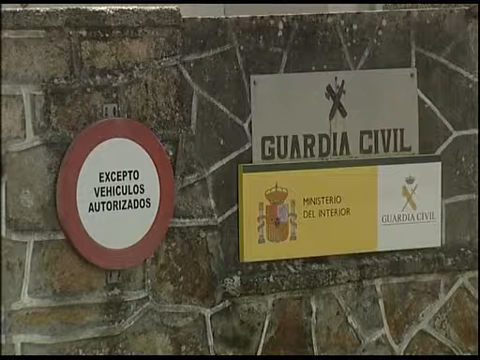 EXCEPTO
VEHICULOS
AUTORIZADOS
GUARDIA CIVIL
MINISTERIO
DEL INTERIOR
GUARDIA CIVIL